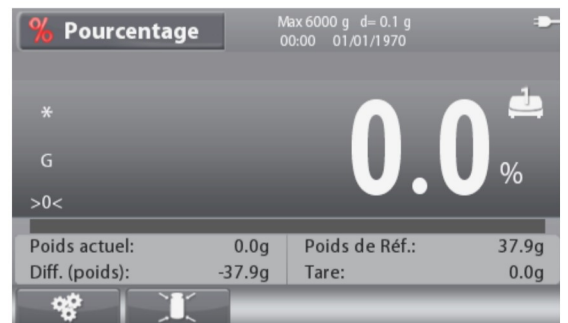 % Pourcentage
Max 6000 g d= 0.1 g
00:00 01/01/1970
1
*
0.0 %
G
>0<
Poids actuel: 0.0g Poids de Réf.: 37.9g
Diff. (poids): -37.9g Tare: 0.0g